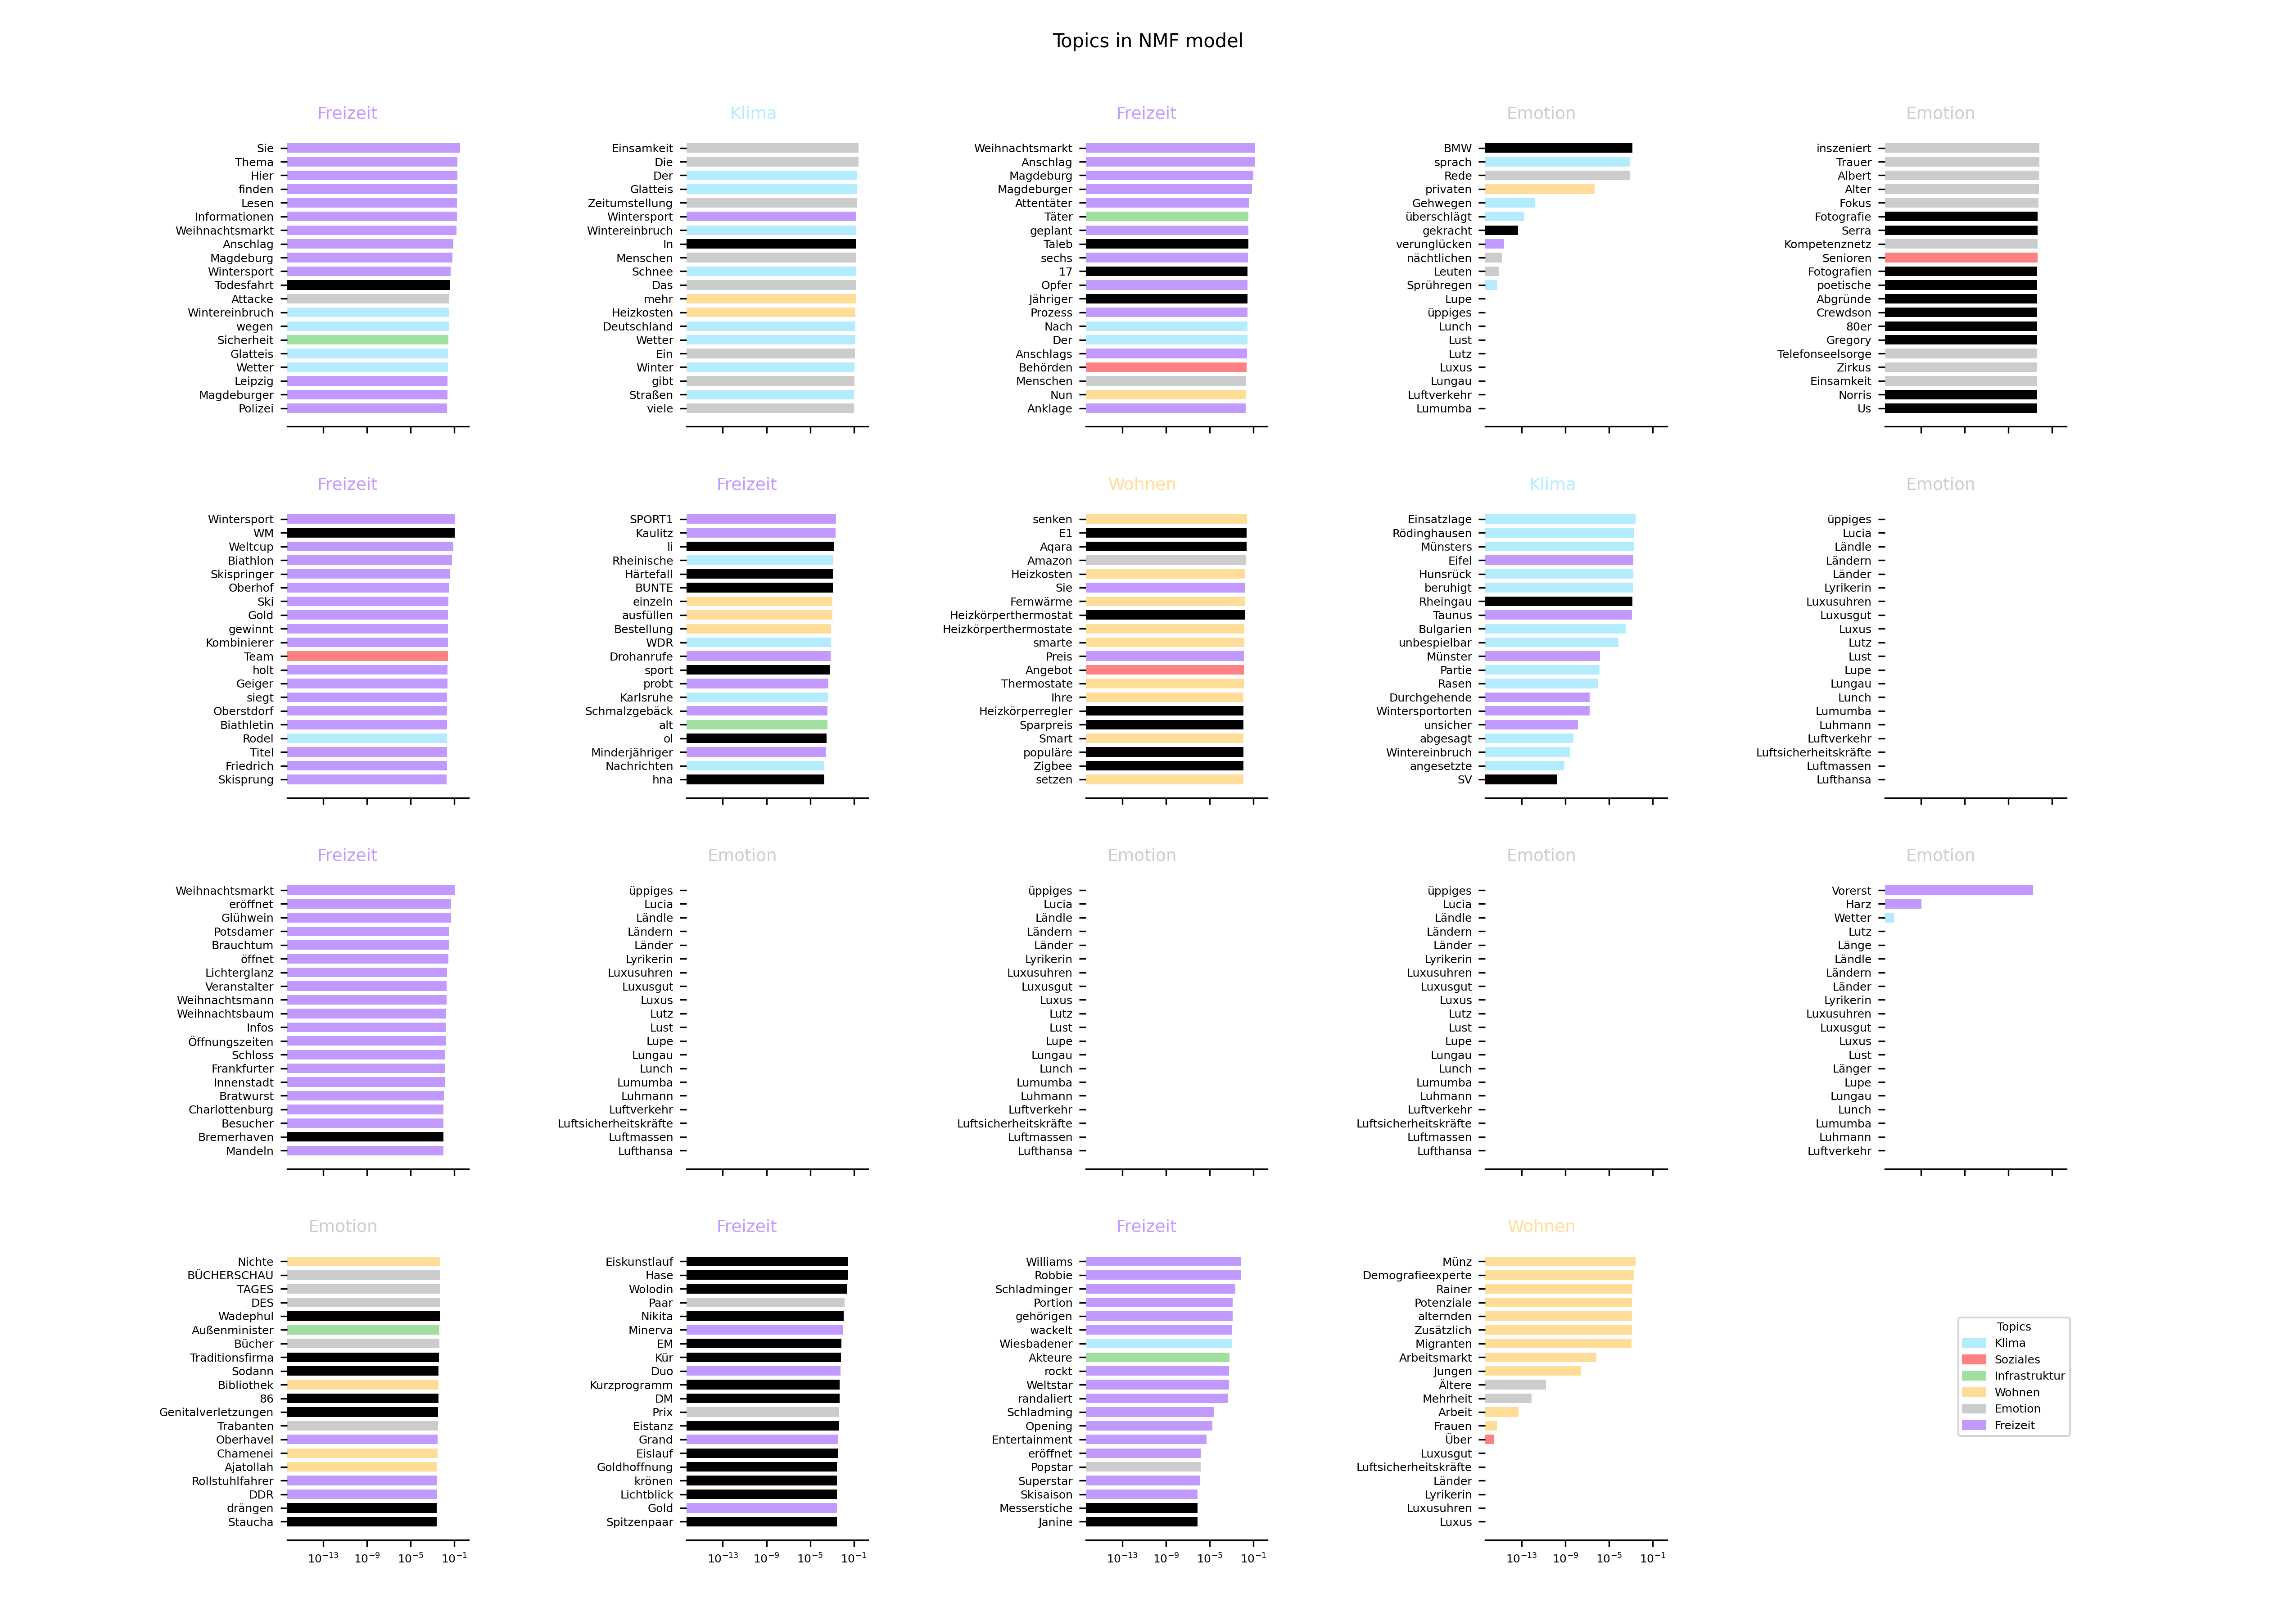 Topics in NMF model
Freizeit
Sie
Thema
Hier
finden
Lesen
Informationen
Weihnachtsmarkt
Anschlag
Magdeburg
Wintersport
Todesfahrt
Attacke
Wintereinbruch
wegen
Sicherheit
Glatteis
Wetter
Leipzig
Magdeburger
Polizei
Klima
Einsamkeit
Die
Der
Glatteis
Zeitumstellung
Wintersport
Wintereinbruch
In
Menschen
Schnee
Das
mehr
Heizkosten
Deutschland
Wetter
Ein
Winter
gibt
Straßen
viele
Freizeit
Weihnachtsmarkt
Anschlag
Magdeburg
Magdeburger
Attentäter
Täter
geplant
Taleb
sechs
17
Opfer
Jähriger
Prozess
Nach
Der
Anschlags
Behörden
Menschen
Nun
Anklage
Emotion
BMW
sprach
Rede
privaten
Gehwegen
überschlägt
gekracht
verunglücken
nächtlichen
Leuten
Sprühregen
Lupe
üppiges
Lunch
Lust
Lutz
Luxus
Lungau
Luftverkehr
Lumumba
Emotion
inszeniert
Trauer
Albert
Alter
Fokus
Fotografie
Serra
Kompetenznetz
Senioren
Fotografien
poetische
Abgründe
Crewdson
80er
Gregory
Telefonseelsorge
Zirkus
Einsamkeit
Norris
Us
Freizeit
Wintersport
WM
Weltcup
Biathlon
Skispringer
Oberhof
Ski
Gold
gewinnt
Kombinierer
Team
holt
Geiger
siegt
Oberstdorf
Biathletin
Rodel
Titel
Friedrich
Skisprung
Freizeit
SPORT1
Kaulitz
li
Rheinische
Härtefall
BUNTE
einzeln
ausfüllen
Bestellung
WDR
Drohanrufe
sport
probt
Karlsruhe
Schmalzgebäck
alt
ol
Minderjähriger
Nachrichten
hna
Wohnen
senken
E1
Aqara
Amazon
Heizkosten
Sie
Fernwärme
Heizkörperthermostat
Heizkörperthermostate
smarte
Preis
Angebot
Thermostate
Ihre
Heizkörperregler
Sparpreis
Smart
populäre
Zigbee
setzen
Klima
Einsatzlage
Rödinghausen
Münsters
Eifel
Hunsrück
beruhigt
Rheingau
Taunus
Bulgarien
unbespielbar
Münster
Partie
Rasen
Durchgehende
Wintersportorten
unsicher
abgesagt
Wintereinbruch
angesetzte
SV
Emotion
üppiges
Lucia
Ländle
Ländern
Länder
Lyrikerin
Luxusuhren
Luxusgut
Luxus
Lutz
Lust
Lupe
Lungau
Lunch
Lumumba
Luhmann
Luftverkehr
Luftsicherheitskräfte
Luftmassen
Lufthansa
Freizeit
Weihnachtsmarkt
eröffnet
Glühwein
Potsdamer
Brauchtum
öffnet
Lichterglanz
Veranstalter
Weihnachtsmann
Weihnachtsbaum
Infos
Öffnungszeiten
Schloss
Frankfurter
Innenstadt
Bratwurst
Charlottenburg
Besucher
Bremerhaven
Mandeln
Emotion
üppiges
Lucia
Ländle
Ländern
Länder
Lyrikerin
Luxusuhren
Luxusgut
Luxus
Lutz
Lust
Lupe
Lungau
Lunch
Lumumba
Luhmann
Luftverkehr
Luftsicherheitskräfte
Luftmassen
Lufthansa
Emotion
üppiges
Lucia
Ländle
Ländern
Länder
Lyrikerin
Luxusuhren
Luxusgut
Luxus
Lutz
Lust
Lupe
Lungau
Lunch
Lumumba
Luhmann
Luftverkehr
Luftsicherheitskräfte
Luftmassen
Lufthansa
Emotion
üppiges
Lucia
Ländle
Ländern
Länder
Lyrikerin
Luxusuhren
Luxusgut
Luxus
Lutz
Lust
Lupe
Lungau
Lunch
Lumumba
Luhmann
Luftverkehr
Luftsicherheitskräfte
Luftmassen
Lufthansa
Emotion
Vorerst
Harz
Wetter
Lutz
Länge
Ländle
Ländern
Länder
Lyrikerin
Luxusuhren
Luxusgut
Luxus
Lust
Länger
Lupe
Lungau
Lunch
Lumumba
Luhmann
Luftverkehr
Emotion
Nichte
BÜCHERSCHAU
TAGES
DES
Wadephul
Außenminister
Bücher
Traditionsfirma
Sodann
Bibliothek
86
Genitalverletzungen
Trabanten
Oberhavel
Chamenei
Ajatollah
Rollstuhlfahrer
DDR
drängen
Staucha
10⁻¹³ 10⁻⁹ 10⁻⁵ 10⁻¹
Freizeit
Eiskunstlauf
Hase
Wolodin
Paar
Nikita
Minerva
EM
Kür
Duo
Kurzprogramm
DM
Prix
Eistanz
Grand
Eislauf
Goldhoffnung
krönen
Lichtblick
Gold
Spitzenpaar
10⁻¹³ 10⁻⁹ 10⁻⁵ 10⁻¹
Freizeit
Williams
Robbie
Schladminger
Portion
gehörigen
wackelt
Wiesbadener
Akteure
rockt
Weltstar
randaliert
Schladming
Opening
Entertainment
eröffnet
Popstar
Superstar
Skisaison
Messerstiche
Janine
10⁻¹³ 10⁻⁹ 10⁻⁵ 10⁻¹
Wohnen
Münz
Demografieexperte
Rainer
Potenziale
alternden
Zusätzlich
Migranten
Arbeitsmarkt
Jungen
Ältere
Mehrheit
Arbeit
Frauen
Über
Luxusgut
Luftsicherheitskräfte
Länder
Lyrikerin
Luxusuhren
Luxus
10⁻¹³ 10⁻⁹ 10⁻⁵ 10⁻¹
Topics
Klima
Soziales
Infrastruktur
Wohnen
Emotion
Freizeit